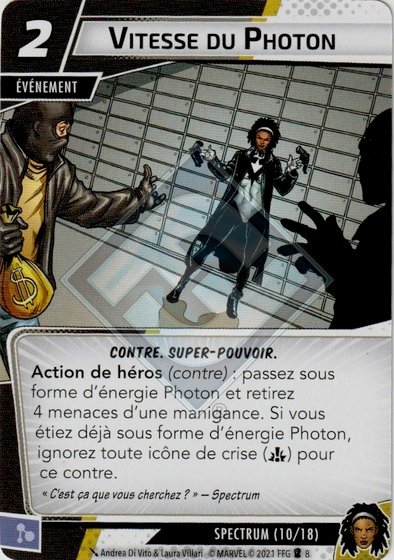 2
VITESSE DU PHOTON
ÉVÉNEMENT
$
CONTRE. SUPER-POUVOIR.
Action de héros (contre) : passez sous
forme d'énergie Photon et retirez
4 menaces d'une manigance. Si vous
étiez déjà sous forme d'énergie Photon,
ignorez toute icône de crise () pour
ce contre.
« C'est ça que vous cherchez ? » – Spectrum
SPECTRUM (10/18)
Andrea Di Vito & Laura Villari © MARVEL © 2021 FFG 8